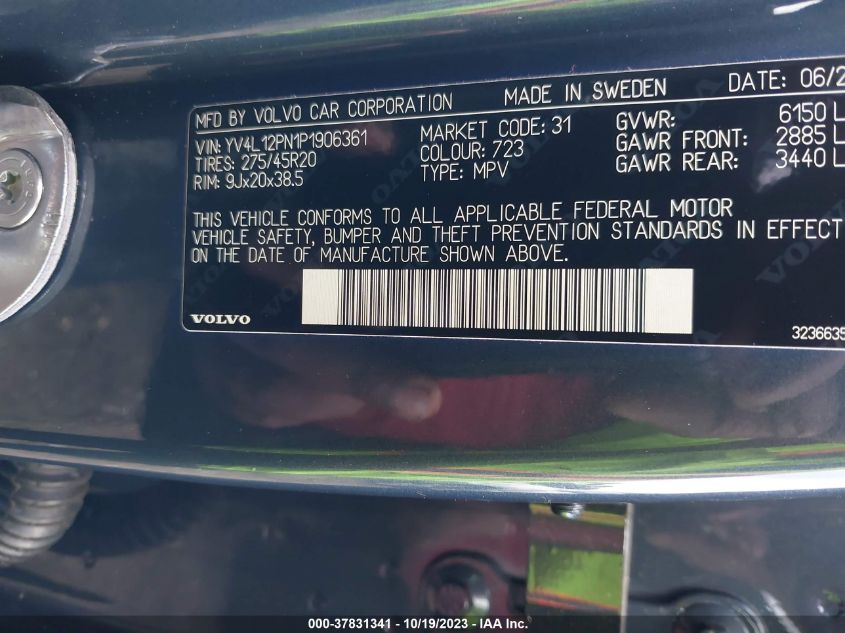 MFD BY VOLVO CAR CORPORATION MADE IN SWEDEN DATE: 06/2
VIN: YV4L12PN1P1906361 MARKET CODE: 31 GVWR: 6150 L
TIRES: 275/45R20 COLOUR: 723 GAWR FRONT: 2885 L
RIM: 9Jx20x38.5 TYPE: MPV GAWR REAR: 3440 L
THIS VEHICLE CONFORMS TO ALL APPLICABLE FEDERAL MOTOR
VEHICLE SAFETY, BUMPER AND THEFT PREVENTION STANDARDS IN EFFECT
ON THE DATE OF MANUFACTURE SHOWN ABOVE.
VOLVO 3236635
000-37831341 - 10/19/2023 - IAA Inc.